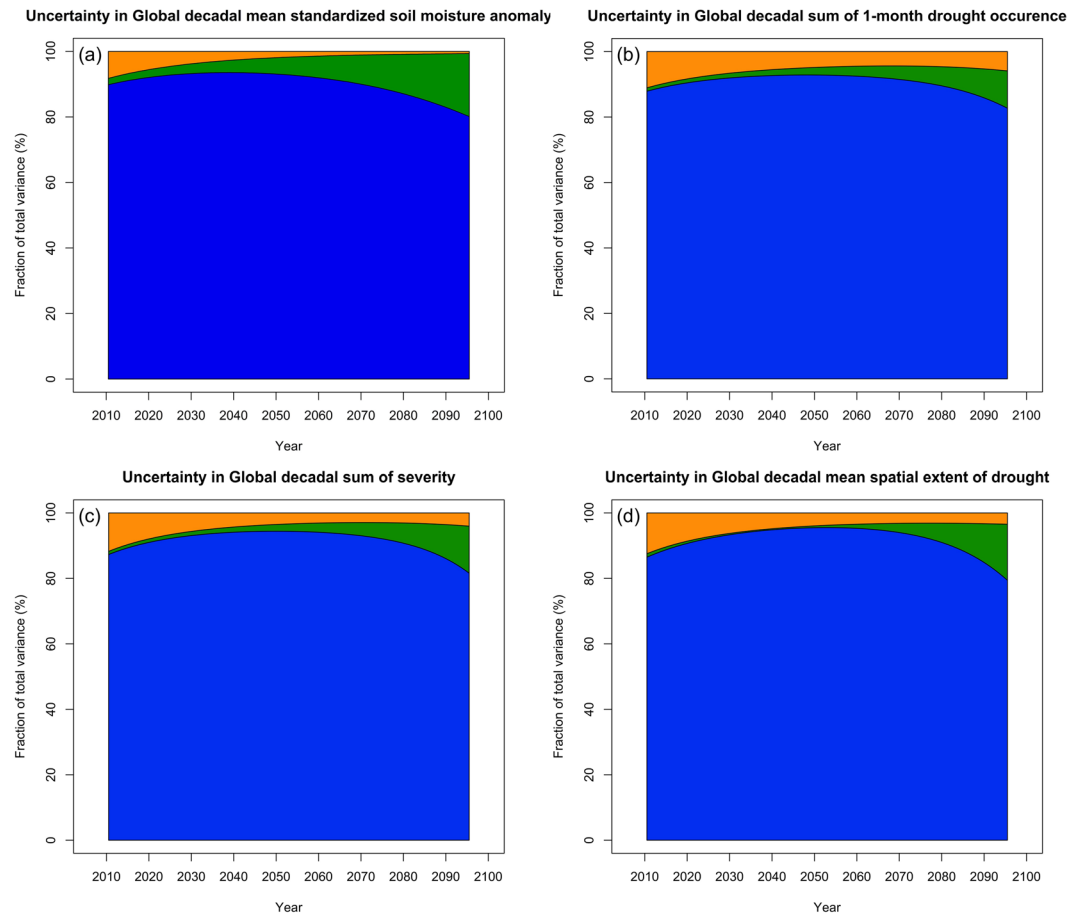 Uncertainty in Global decadal mean standardized soil moisture anomaly
(a)
Fraction of total variance (%)
100
80
60
40
20
0
2010 2020 2030 2040 2050 2060 2070 2080 2090 2100
Year
Uncertainty in Global decadal sum of 1-month drought occurence
(b)
Fraction of total variance (%)
100
80
60
40
20
0
2010 2020 2030 2040 2050 2060 2070 2080 2090 2100
Year
Uncertainty in Global decadal sum of severity
(c)
Fraction of total variance (%)
100
80
60
40
20
0
2010 2020 2030 2040 2050 2060 2070 2080 2090 2100
Year
Uncertainty in Global decadal mean spatial extent of drought
(d)
Fraction of total variance (%)
100
80
60
40
20
0
2010 2020 2030 2040 2050 2060 2070 2080 2090 2100
Year